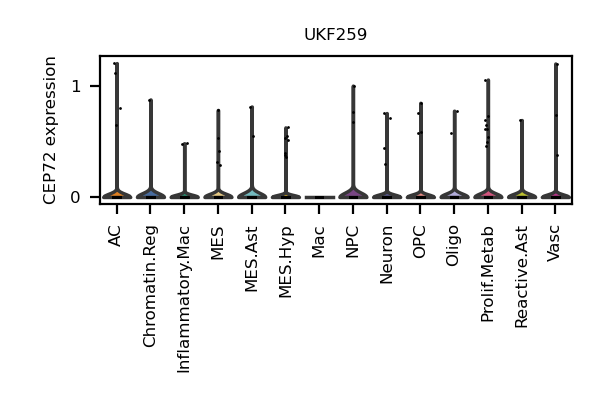 UKF259
CEP72 expression
1
0
AC
Chromatin.Reg
Inflammatory.Mac
MES
MES.Ast
MES.Hyp
Mac
NPC
Neuron
OPC
Oligo
Prolif.Metab
Reactive.Ast
Vasc